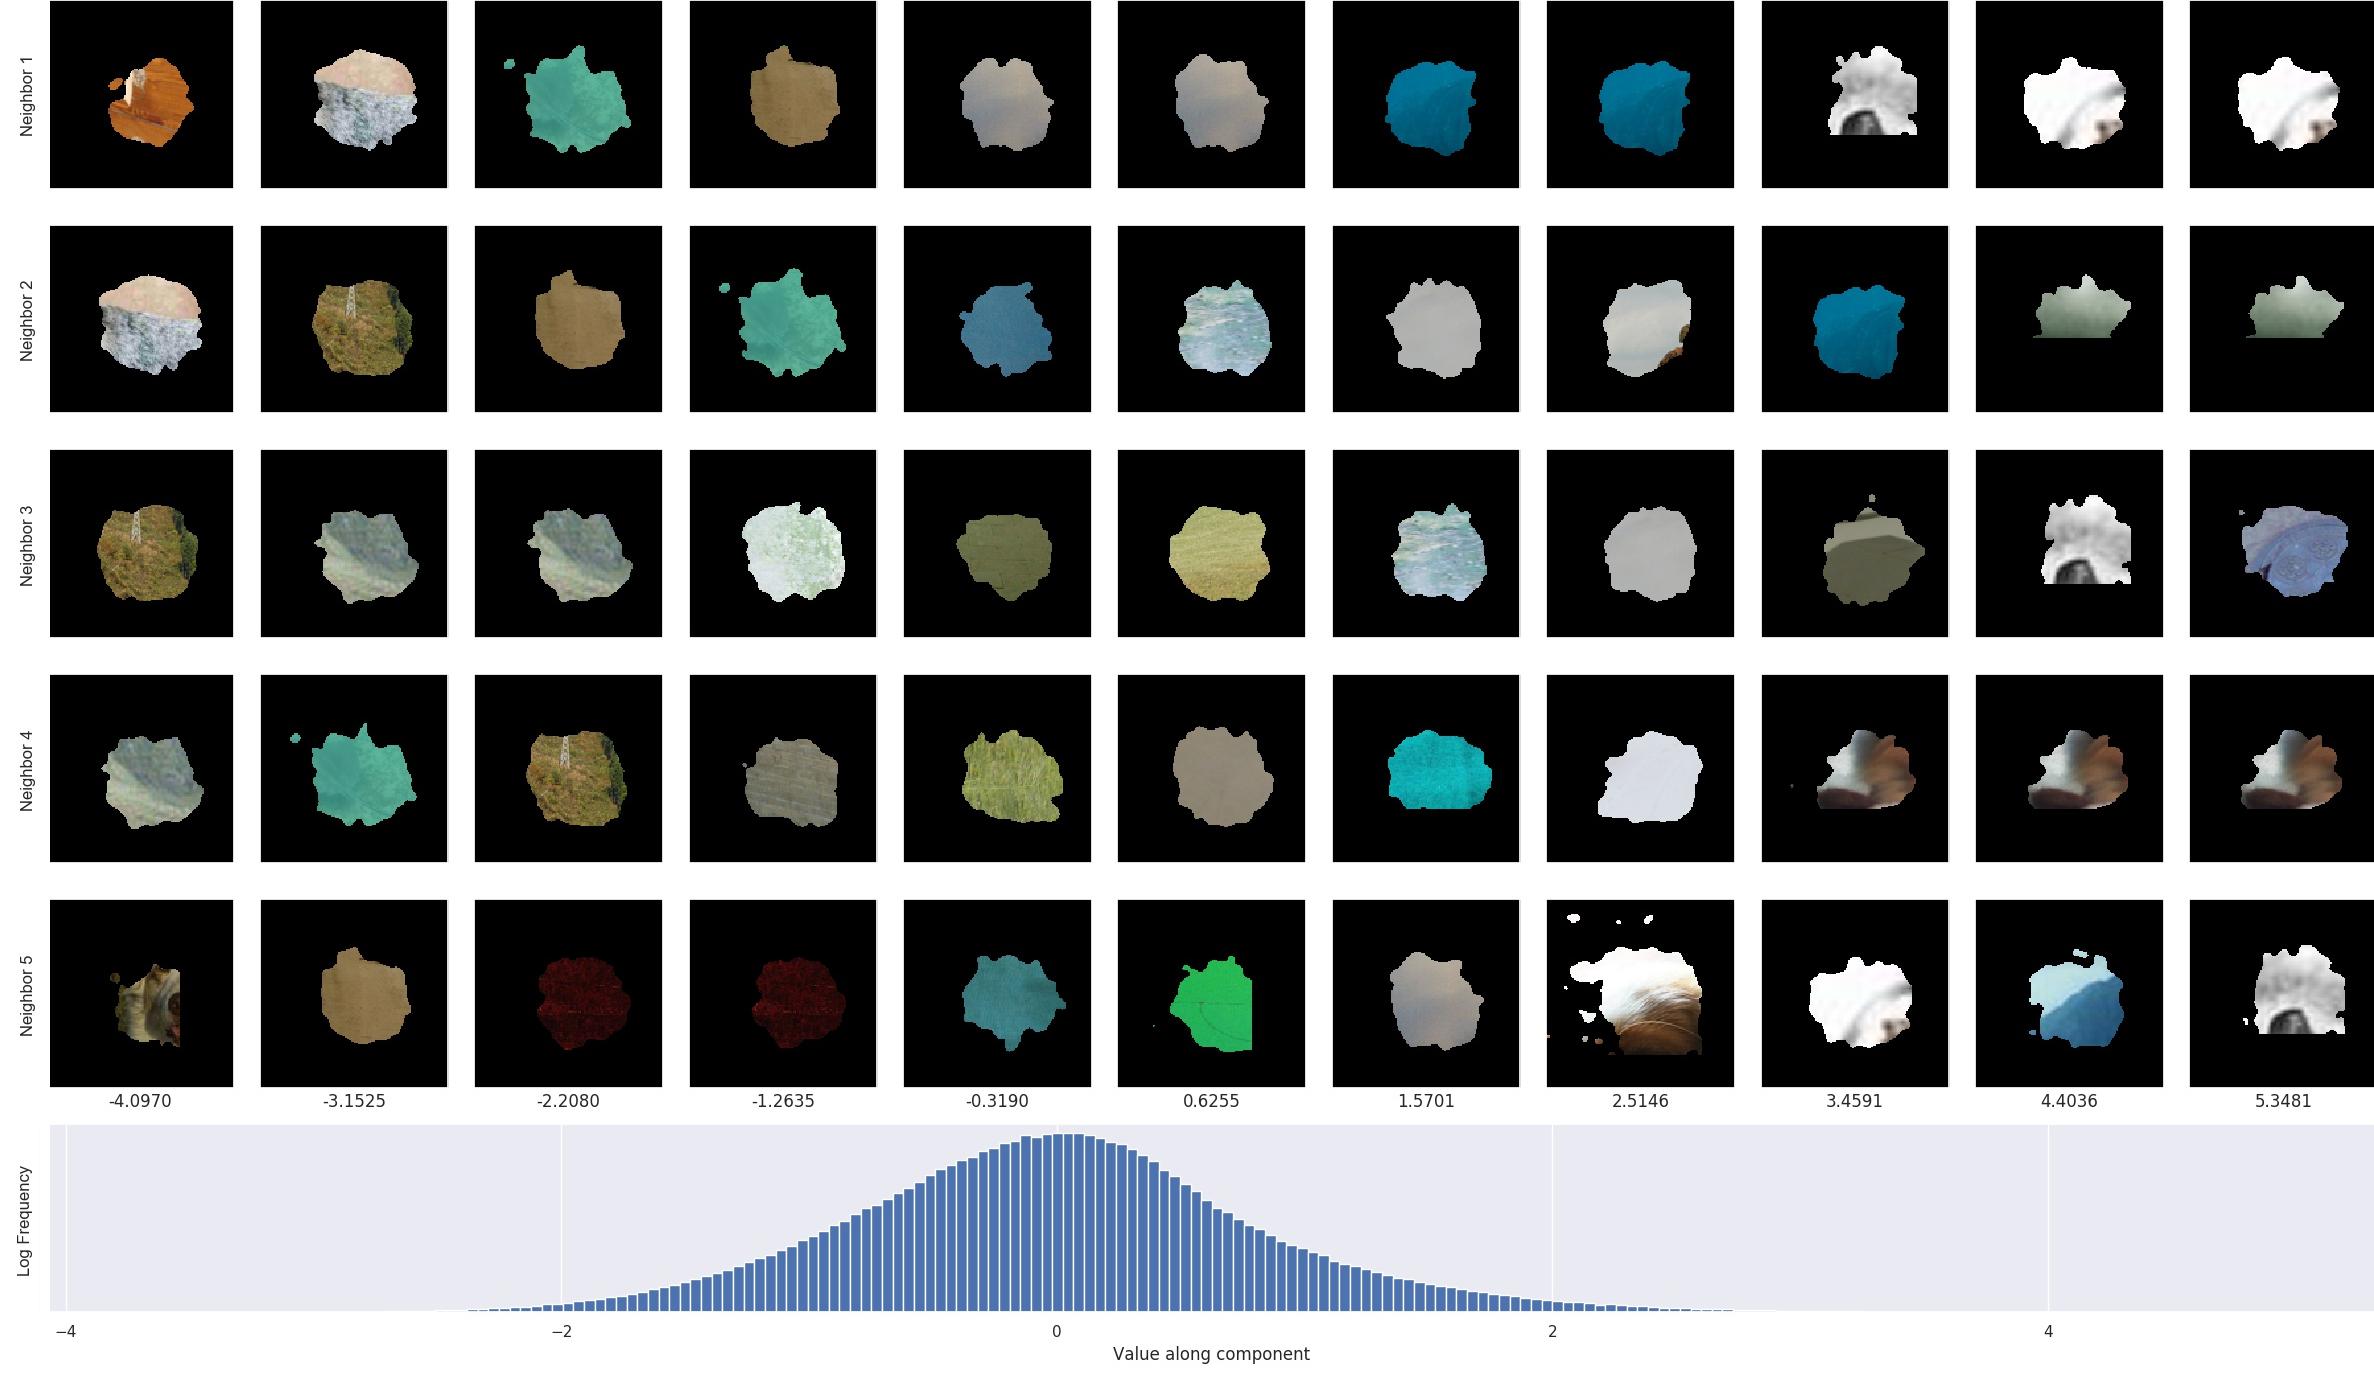 Neighbor 1
Neighbor 2
Neighbor 3
Neighbor 4
Neighbor 5
-4.0970 -3.1525 -2.2080 -1.2635 -0.3190 0.6255 1.5701 2.5146 3.4591 4.4036 5.3481
Log Frequency
−4 −2 0 2 4
Value along component